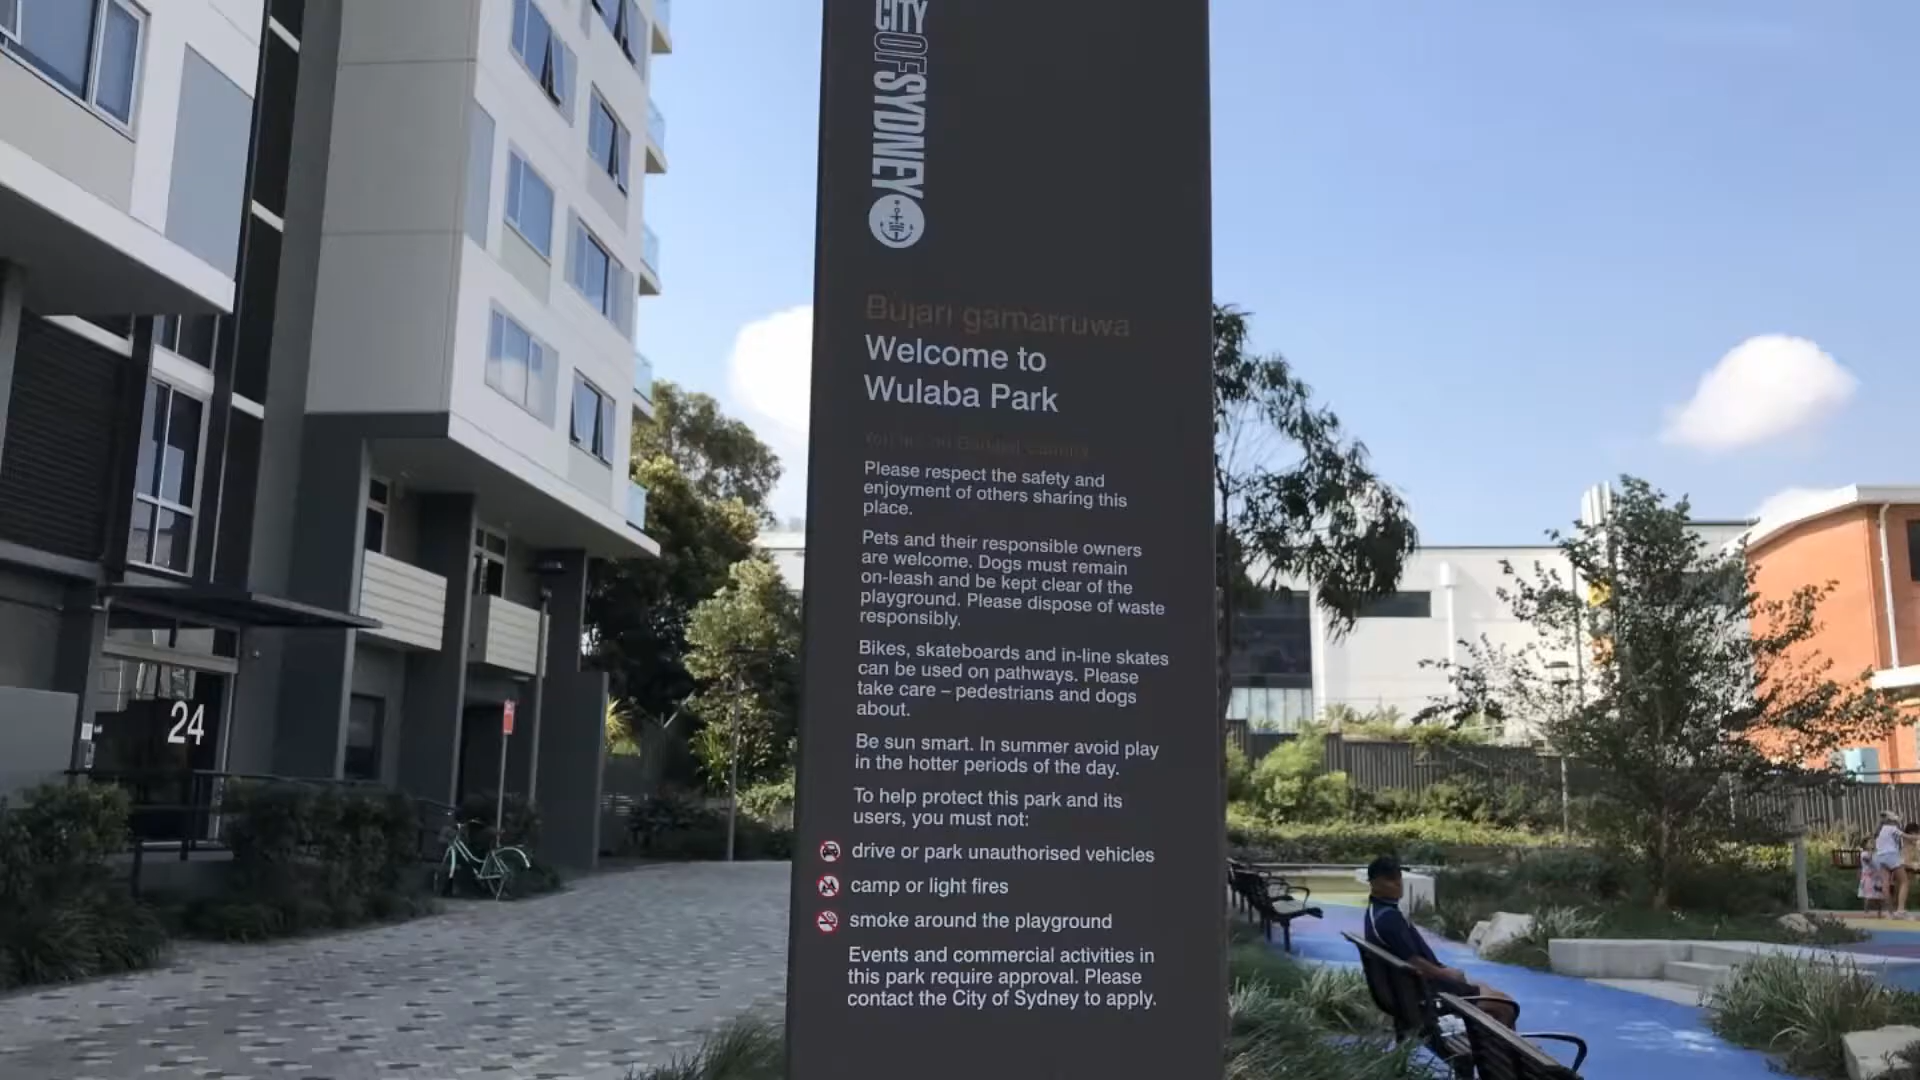 CITY OF SYDNEY
Bujari gamarruwa
Welcome to
Wulaba Park
You are on Gadigal Country
Please respect the safety and
enjoyment of others sharing this
place.
Pets and their responsible owners
are welcome. Dogs must remain
on-leash and be kept clear of the
playground. Please dispose of waste
responsibly.
Bikes, skateboards and in-line skates
can be used on pathways. Please
take care – pedestrians and dogs
about.
Be sun smart. In summer avoid play
in the hotter periods of the day.
To help protect this park and its
users, you must not:
drive or park unauthorised vehicles
camp or light fires
smoke around the playground
Events and commercial activities in
this park require approval. Please
contact the City of Sydney to apply.
24